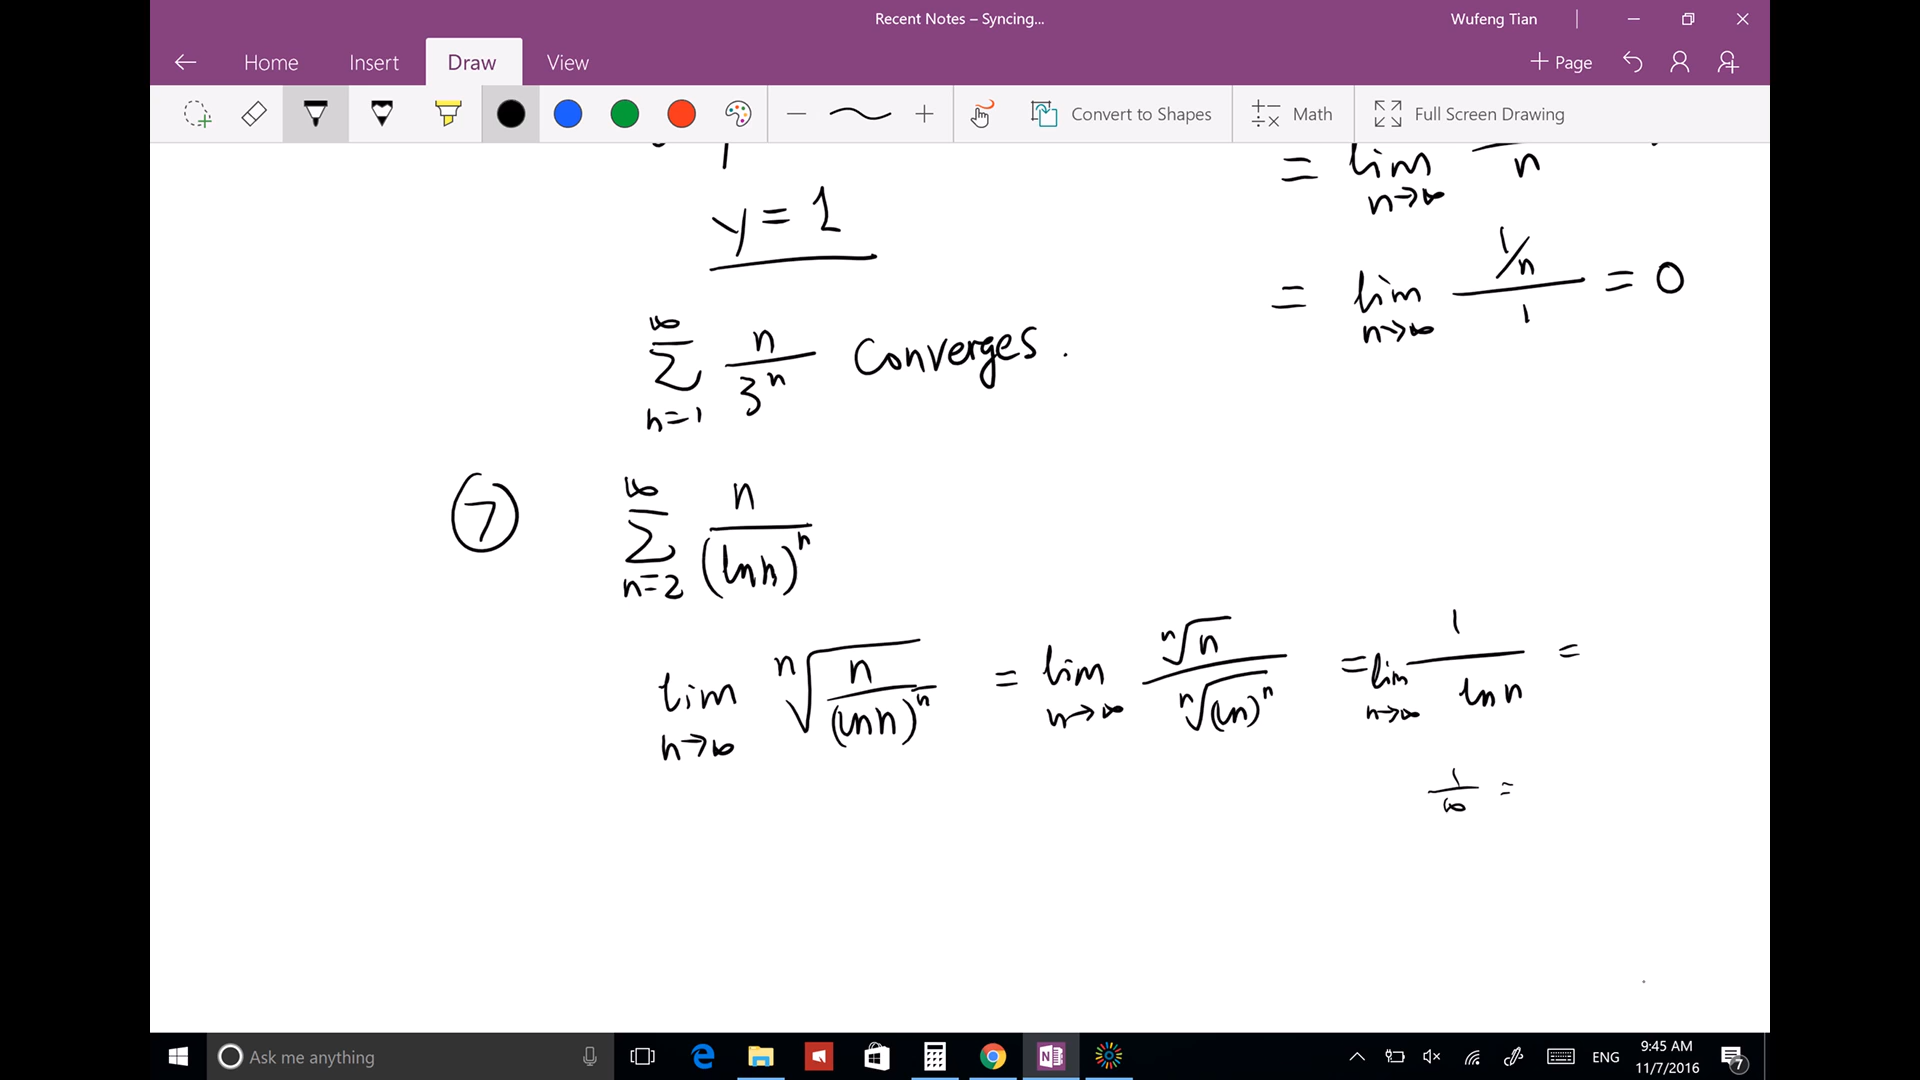 Recent Notes – Syncing...
Wufeng Tian
Home Insert Draw View
Page
Convert to Shapes Math Full Screen Drawing
= lim n→∞ n
y = 1
= lim n→∞ (1/n)/1 = 0
∞ Σ n=1 n/3^n Converges.
⑦ ∞ Σ n=2 n/(ln n)^n
lim n→∞ ⁿ√(n/(ln n)^n) = lim n→∞ ⁿ√n / ⁿ√(ln)^n = lim n→∞ 1/ln n =
1/∞ =
Ask me anything
ENG
9:45 AM
11/7/2016
7